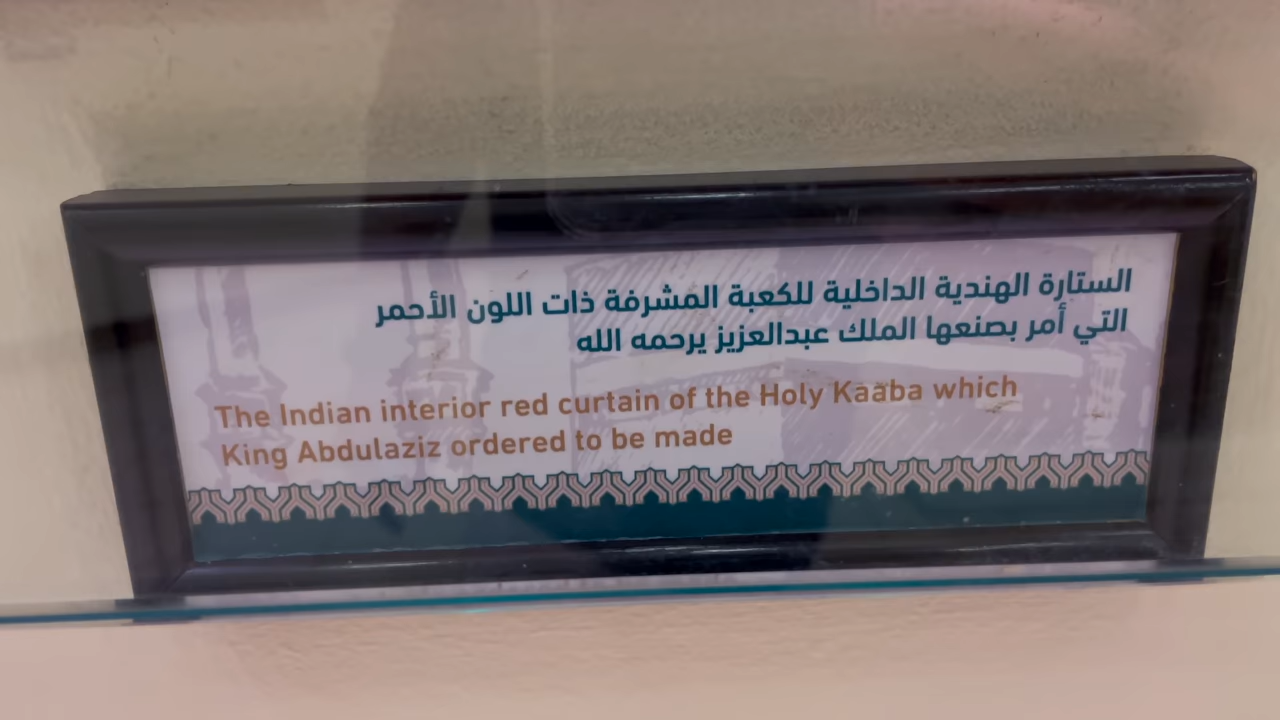 الستارة الهندية الداخلية للكعبة المشرفة ذات اللون الأحمر
التي أمر بصنعها الملك عبدالعزيز يرحمه الله
The Indian interior red curtain of the Holy Kaaba which
King Abdulaziz ordered to be made